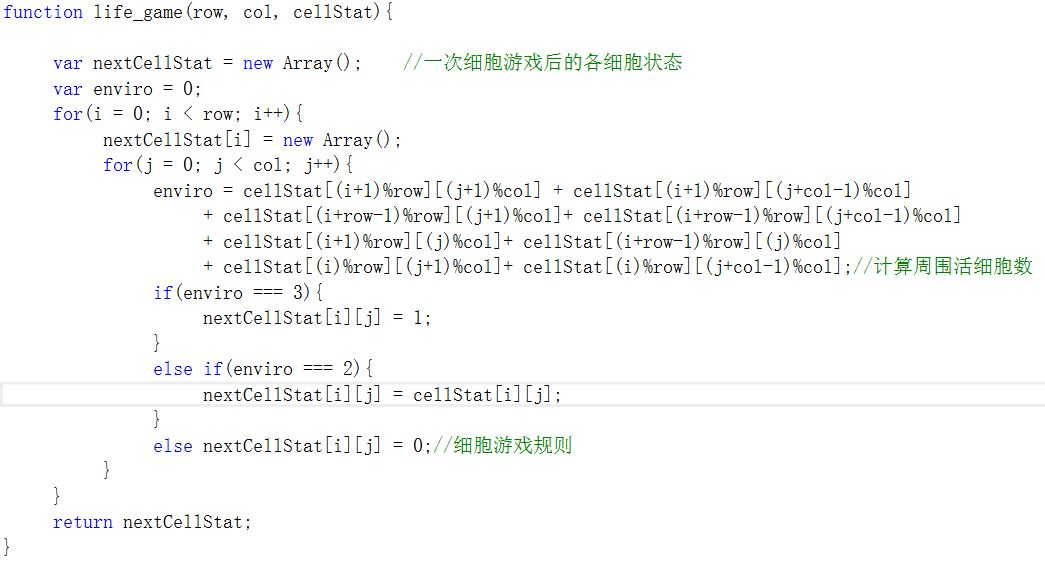 function life_game(row, col, cellStat){
var nextCellStat = new Array();    //一次细胞游戏后的各细胞状态
var enviro = 0;
for(i = 0; i < row; i++){
nextCellStat[i] = new Array();
for(j = 0; j < col; j++){
enviro = cellStat[(i+1)%row][(j+1)%col] + cellStat[(i+1)%row][(j+col-1)%col]
+ cellStat[(i+row-1)%row][(j+1)%col]+ cellStat[(i+row-1)%row][(j+col-1)%col]
+ cellStat[(i+1)%row][(j)%col]+ cellStat[(i+row-1)%row][(j)%col]
+ cellStat[(i)%row][(j+1)%col]+ cellStat[(i)%row][(j+col-1)%col];//计算周围活细胞数
if(enviro === 3){
nextCellStat[i][j] = 1;
}
else if(enviro === 2){
nextCellStat[i][j] = cellStat[i][j];
}
else nextCellStat[i][j] = 0;//细胞游戏规则
}
}
return nextCellStat;
}